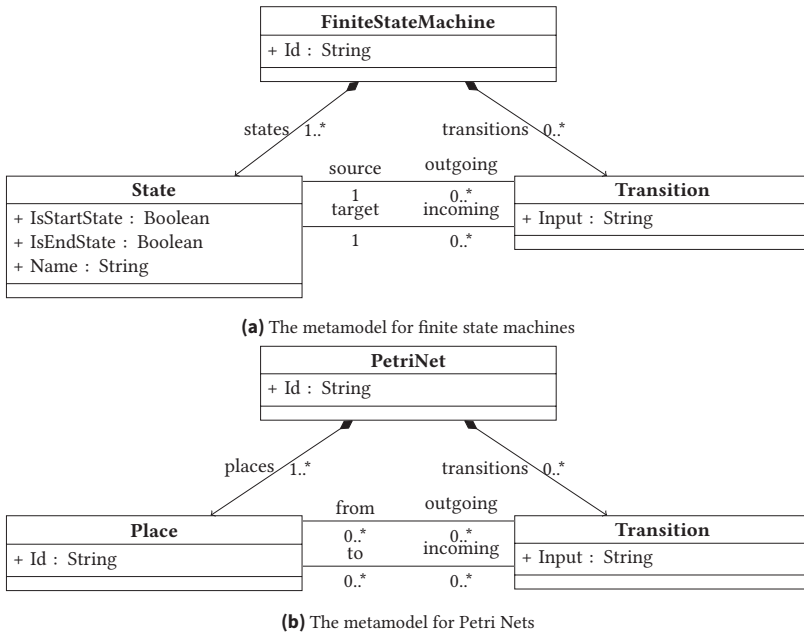 FiniteStateMachine
+ Id : String
states 1..*
transitions 0..*
State
+ IsStartState : Boolean
+ IsEndState : Boolean
+ Name : String
source outgoing
1 0..*
target incoming
1 0..*
Transition
+ Input : String
(a) The metamodel for finite state machines
PetriNet
+ Id : String
places 1..*
transitions 0..*
Place
+ Id : String
from outgoing
0..* 0..*
to incoming
0..* 0..*
Transition
+ Input : String
(b) The metamodel for Petri Nets